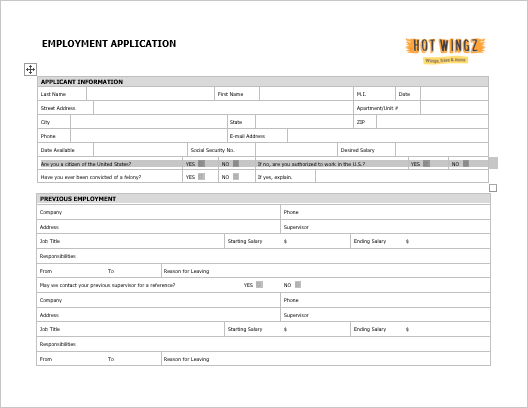 EMPLOYMENT APPLICATION
HOT WINGZ
Wings, fries & more
APPLICANT INFORMATION
Last Name First Name M.I. Date
Street Address Apartment/Unit #
City State ZIP
Phone E-mail Address
Date Available Social Security No. Desired Salary
Are you a citizen of the United States? YES NO If no, are you authorized to work in the U.S.? YES NO
Have you ever been convicted of a felony? YES NO If yes, explain.
PREVIOUS EMPLOYMENT
Company Phone
Address Supervisor
Job Title Starting Salary $ Ending Salary $
Responsibilities
From To Reason for Leaving
May we contact your previous supervisor for a reference? YES NO
Company Phone
Address Supervisor
Job Title Starting Salary $ Ending Salary $
Responsibilities
From To Reason for Leaving